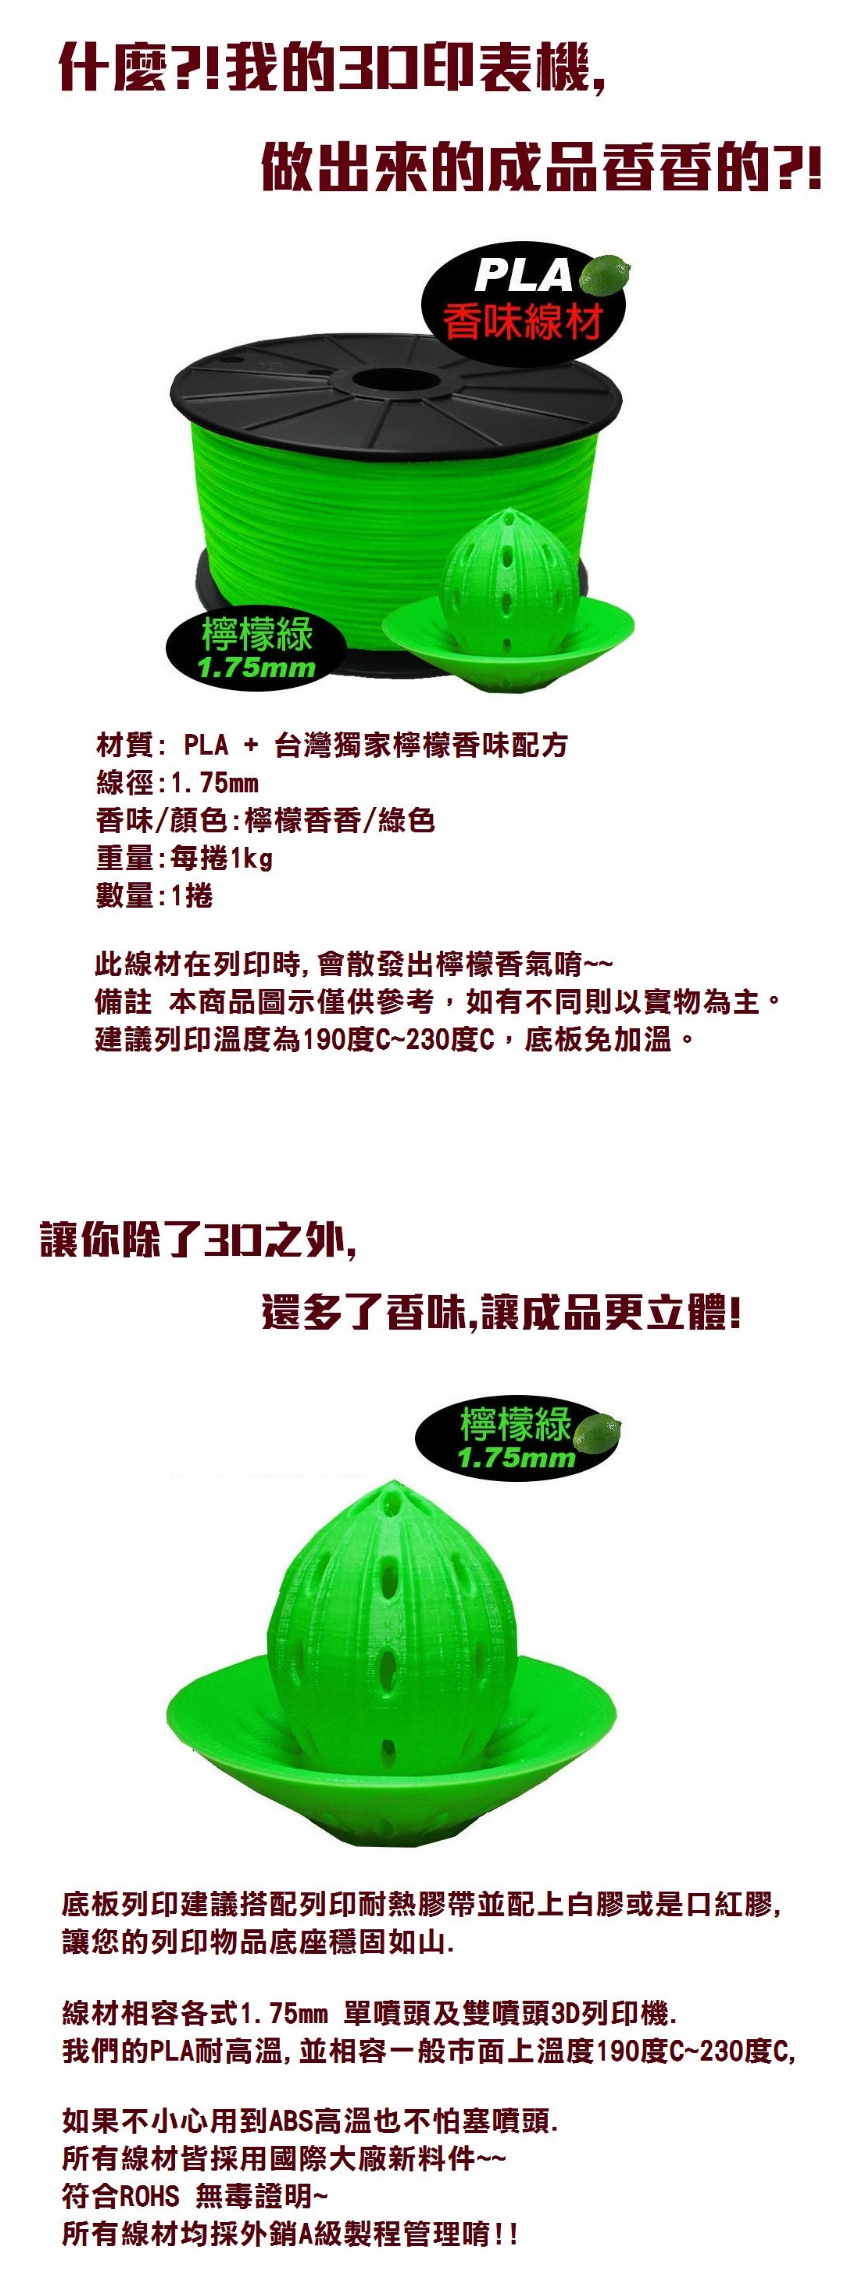 什麼?!我的3D印表機,
做出來的成品香香的?!
PLA
香味線材
檸檬綠
1.75mm
材質: PLA + 台灣獨家檸檬香味配方
線徑:1.75mm
香味/顏色:檸檬香香/綠色
重量:每捲1kg
數量:1捲
此線材在列印時,會散發出檸檬香氣唷~~
備註 本商品圖示僅供參考，如有不同則以實物為主。
建議列印溫度為190度C~230度C，底板免加溫。
讓你除了3D之外,
還多了香味,讓成品更立體!
檸檬綠
1.75mm
底板列印建議搭配列印耐熱膠帶並配上白膠或是口紅膠,
讓您的列印物品底座穩固如山.
線材相容各式1.75mm 單噴頭及雙噴頭3D列印機.
我們的PLA耐高溫,並相容一般市面上溫度190度C~230度C,
如果不小心用到ABS高溫也不怕塞噴頭.
所有線材皆採用國際大廠新料件~~
符合ROHS 無毒證明~
所有線材均採外銷A級製程管理唷!!